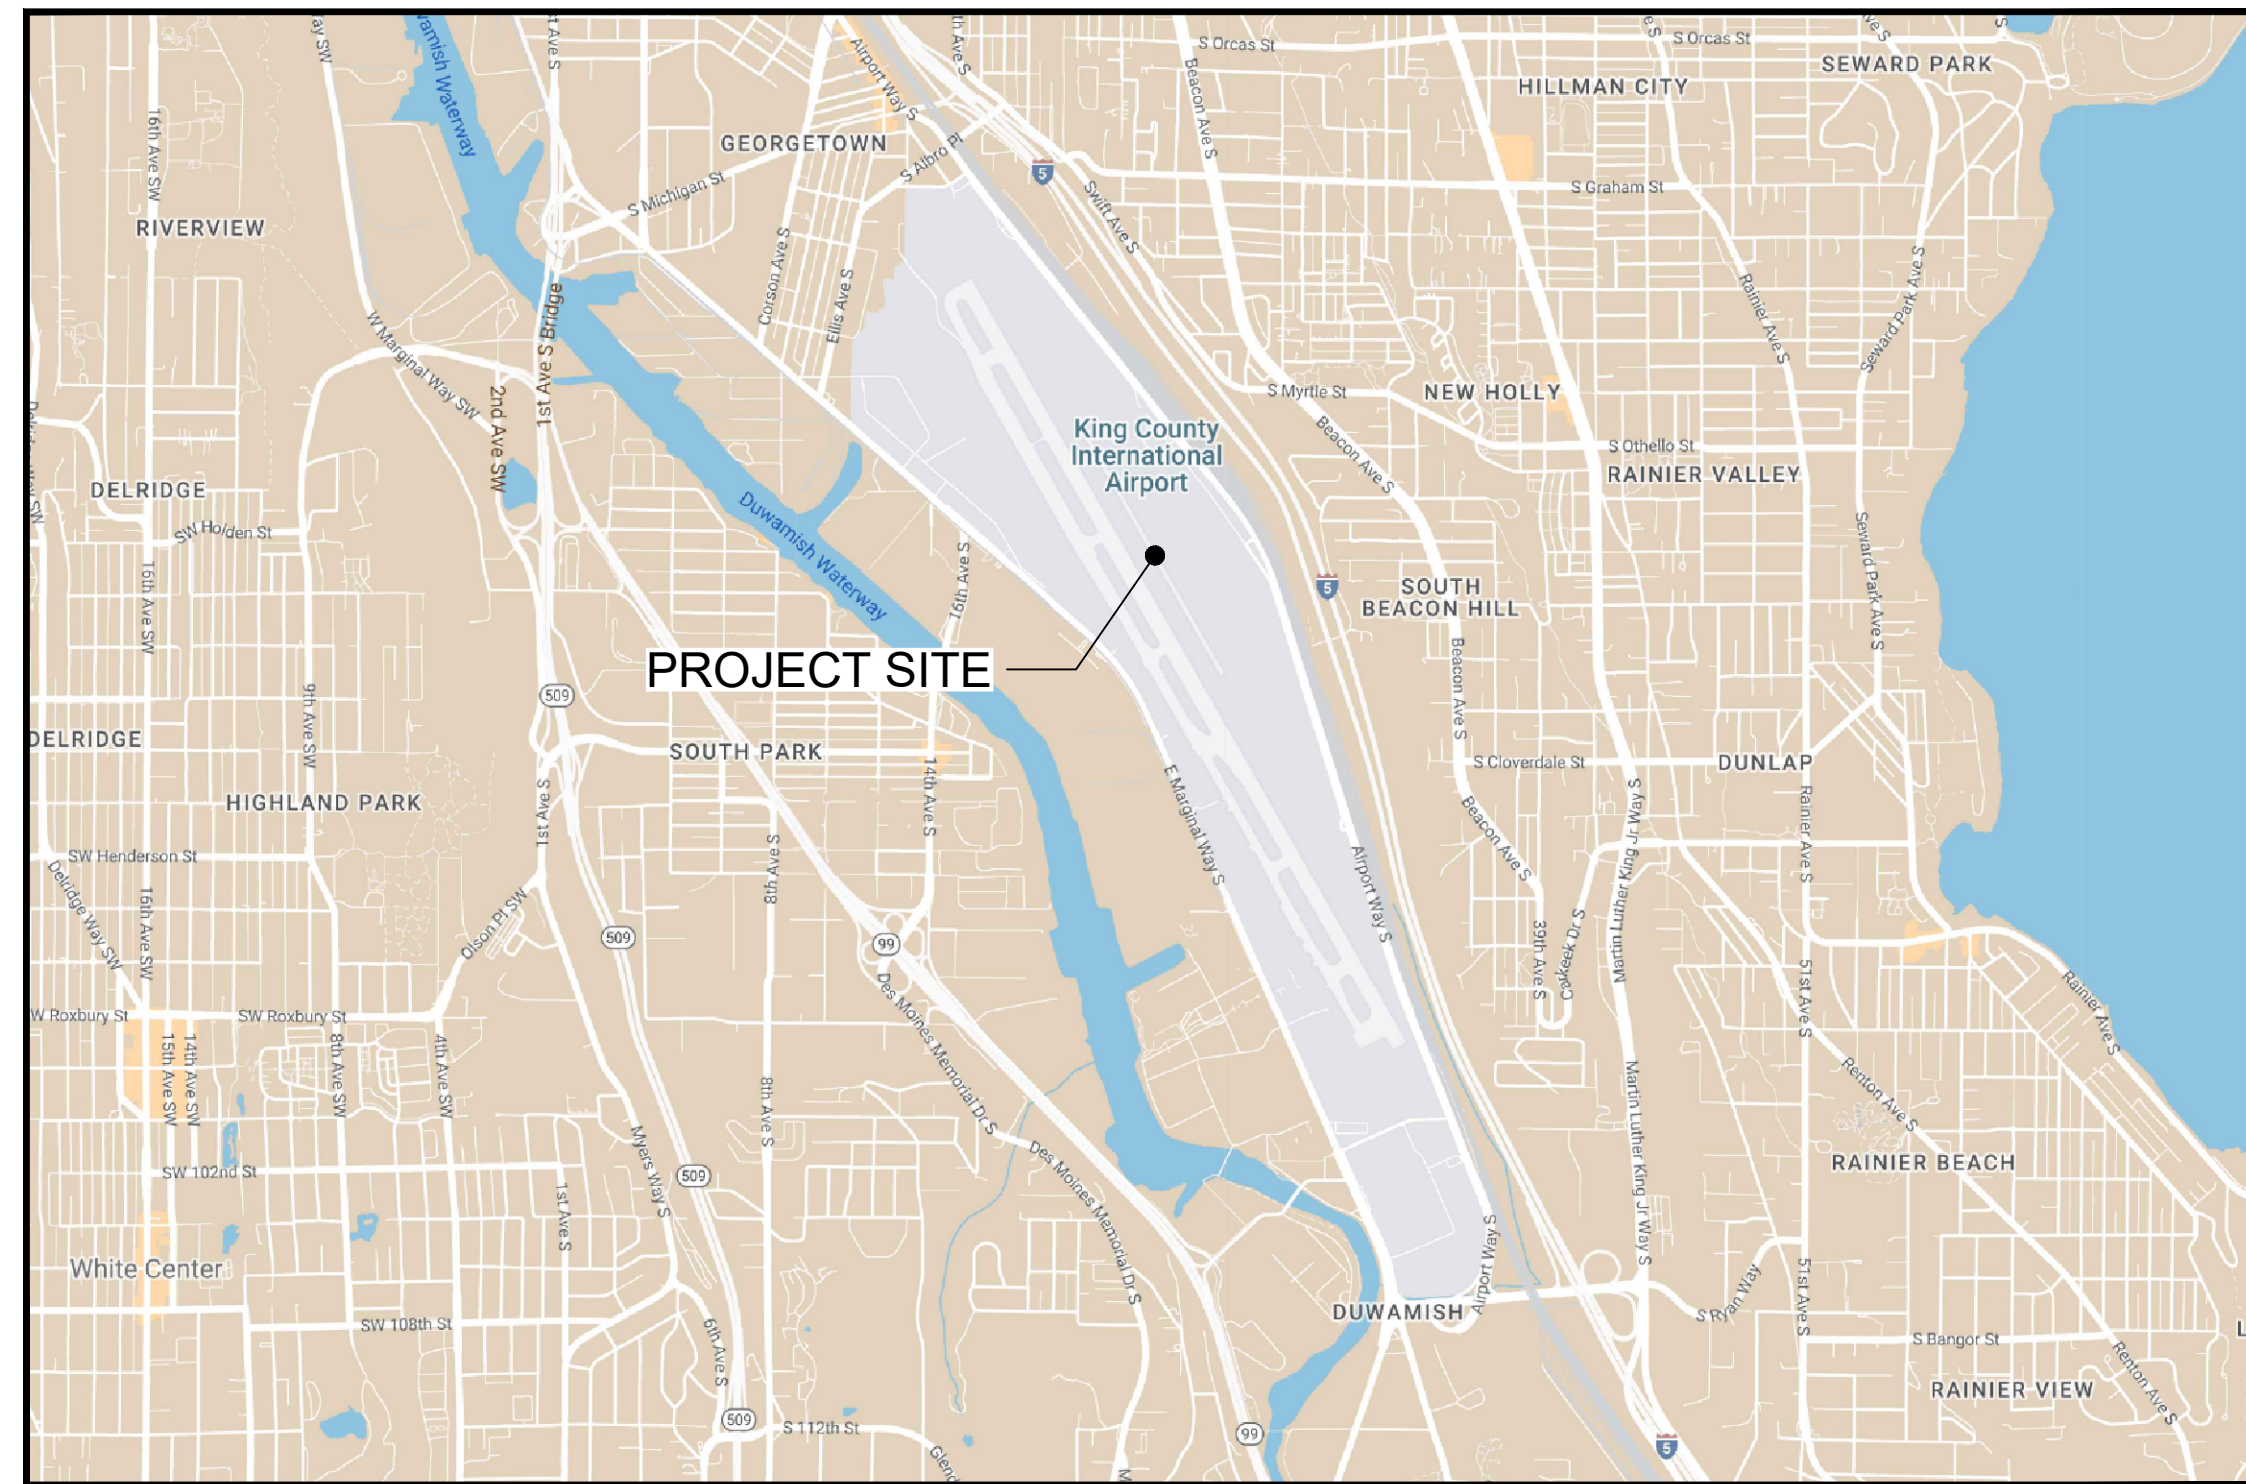 S Orcas St
S Orcas St
SEWARD PARK
HILLMAN CITY
1st Ave S
Airport Way S
Beacon Ave S
Duwamish Waterway
16th Ave SW
GEORGETOWN
S Albro Pl
5
S Michigan St
S Graham St
Swift Ave S
RIVERVIEW
Corson Ave S
Ellis Ave S
Rainier Ave S
Seward Park Ave S
W Marginal Way SW
1st Ave S Bridge
2nd Ave SW
S Myrtle St
NEW HOLLY
King County
International
Airport
Beacon Ave S
S Othello St
RAINIER VALLEY
DELRIDGE
SW Holden St
Duwamish Waterway
16th Ave S
16th Ave SW
5
SOUTH
BEACON HILL
Seward Park Ave S
PROJECT SITE
Beacon Ave S
509
9th Ave SW
DELRIDGE
SOUTH PARK
S Cloverdale St
DUNLAP
14th Ave S
E Marginal Way S
HIGHLAND PARK
1st Ave S
8th Ave S
Beacon Ave S
Martin Luther King Jr Way S
Rainier Ave S
SW Henderson St
Delridge Way SW
16th Ave SW
Olson Pl SW
509
99
Airport Way S
39th Ave S
Carkeek Dr S
51st Ave S
Rainier Ave S
W Roxbury St
SW Roxbury St
15th Ave SW
14th Ave SW
8th Ave SW
4th Ave SW
Des Moines Memorial Dr S
8th Ave S
Martin Luther King Jr Way S
Renton Ave S
Myers Way S
Des Moines Memorial Dr S
RAINIER BEACH
SW 102nd St
509
1st Ave S
Airport Way S
White Center
S Ryan Way
51st Ave S
DUWAMISH
SW 108th St
6th Ave S
S Bangor St
Renton Ave S
RAINIER VIEW
509
S 112th St
99
5